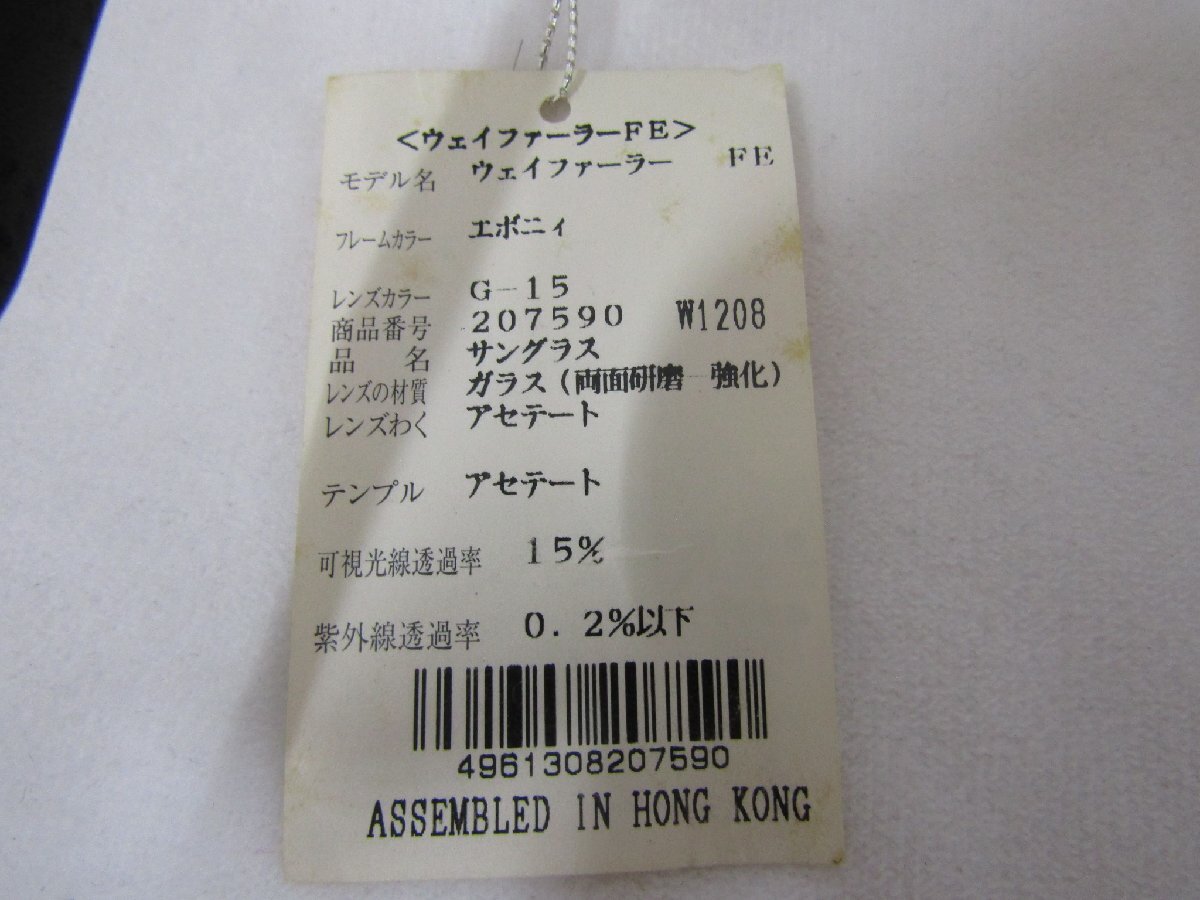 ＜ウェイファーラーＦＥ＞
モデル名 ウェイファーラー ＦＥ
フレームカラー エボニィ
レンズカラー Ｇ－１５
商品番号 ２０７５９０ W1208
品 名 サングラス
レンズの材質 ガラス（両面研磨 強化）
レンズわく アセテート
テンプル アセテート
可視光線透過率 １５％
紫外線透過率 ０．２％以下
4961308207590
ASSEMBLED IN HONG KONG